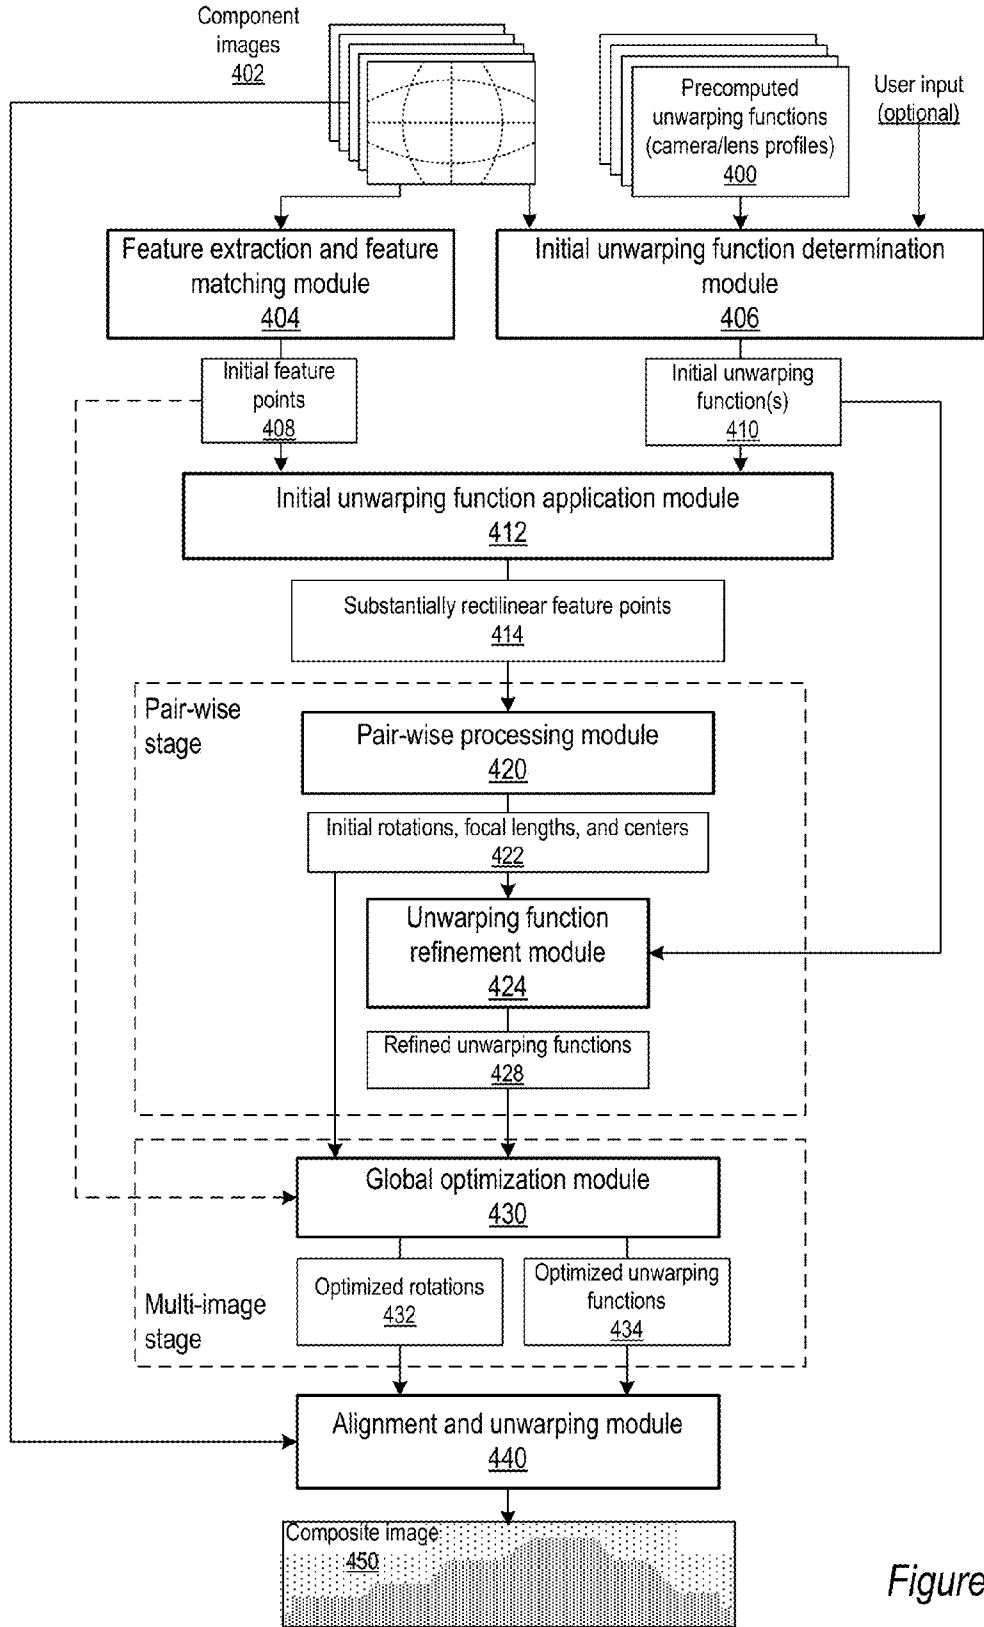 Component
images
402
Precomputed
unwarping functions
(camera/lens profiles)
400
User input
(optional)
Feature extraction and feature
matching module
404
Initial unwarping function determination
module
406
Initial feature
points
408
Initial unwarping
function(s)
410
Initial unwarping function application module
412
Substantially rectilinear feature points
414
Pair-wise
stage
Pair-wise processing module
420
Initial rotations, focal lengths, and centers
422
Unwarping function
refinement module
424
Refined unwarping functions
428
Global optimization module
430
Optimized rotations
432
Optimized unwarping
functions
434
Multi-image
stage
Alignment and unwarping module
440
Composite image
450
Figure